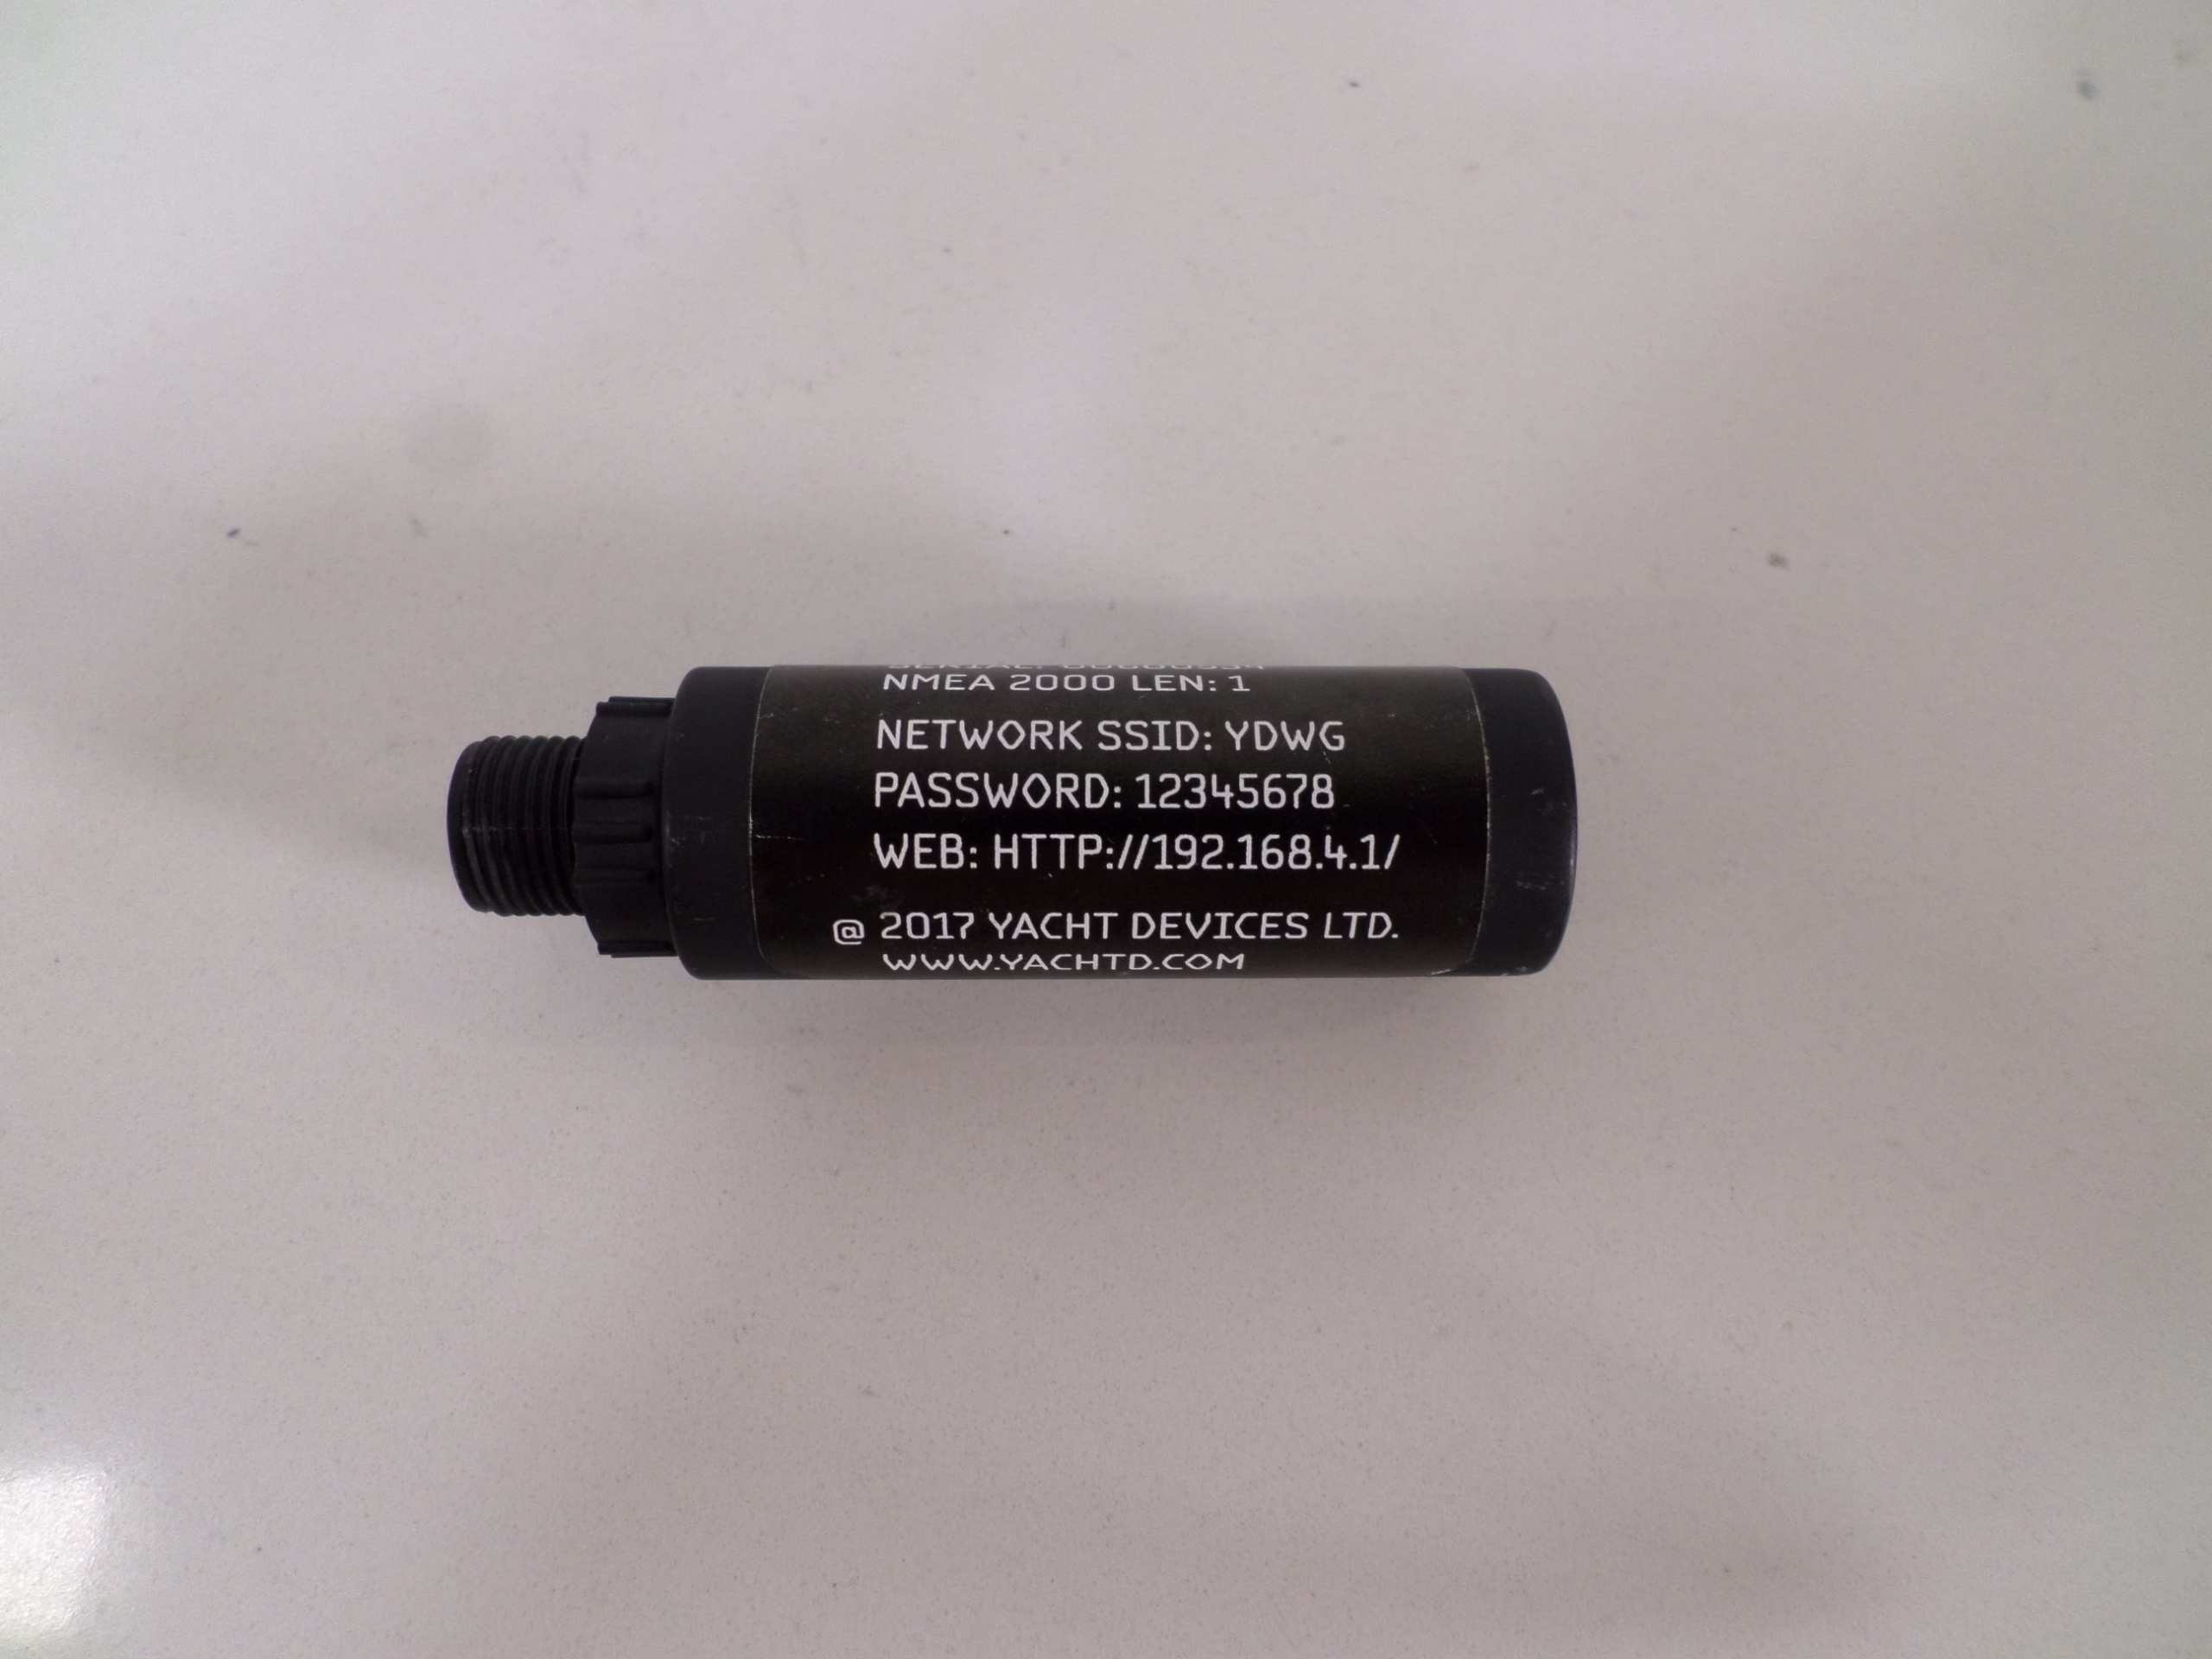 NMEA 2000 LEN: 1
NETWORK SSID: YDWG
PASSWORD: 12345678
WEB: HTTP://192.168.4.1/
@ 2017 YACHT DEVICES LTD.
WWW.YACHTD.COM